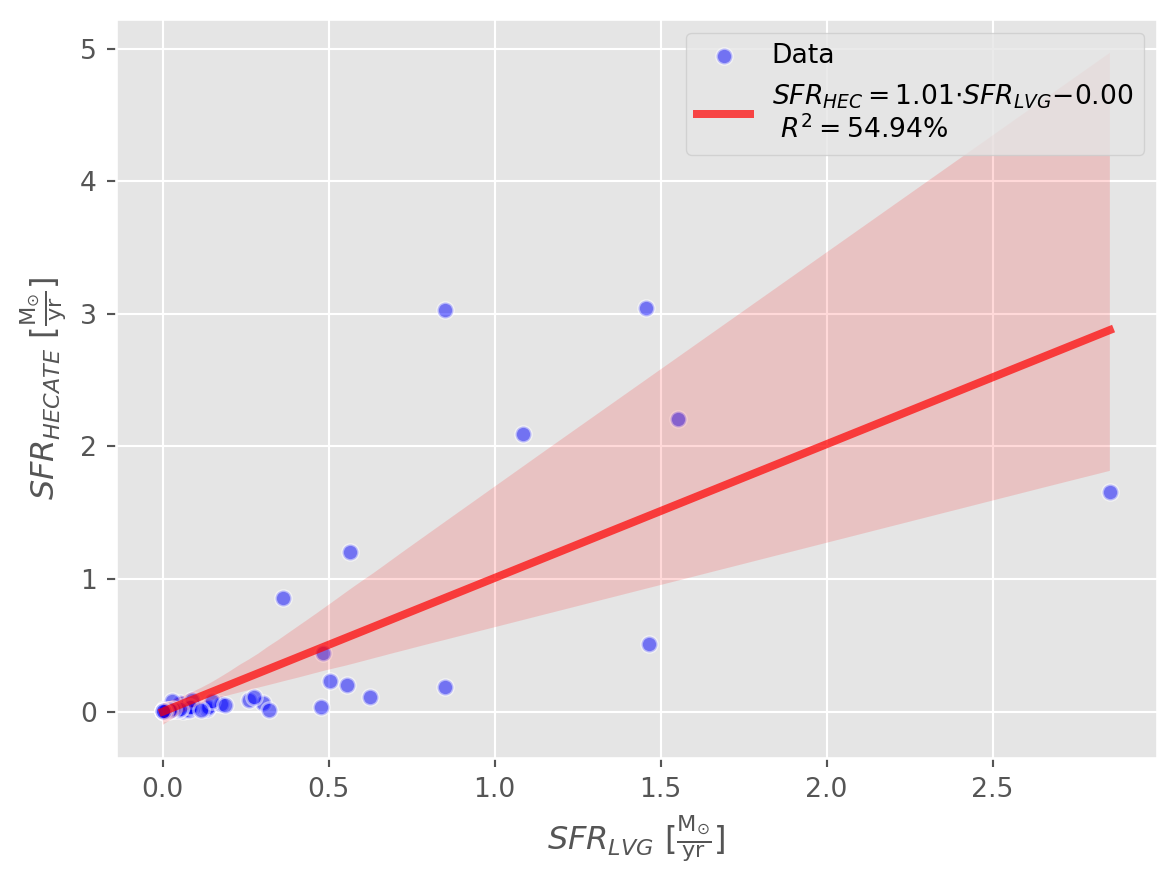 5
4
3
2
1
0
SFR_HECATE [M⊙/yr]
Data
SFR_HEC = 1.01·SFR_LVG−0.00
R² = 54.94%
0.0 0.5 1.0 1.5 2.0 2.5
SFR_LVG [M⊙/yr]